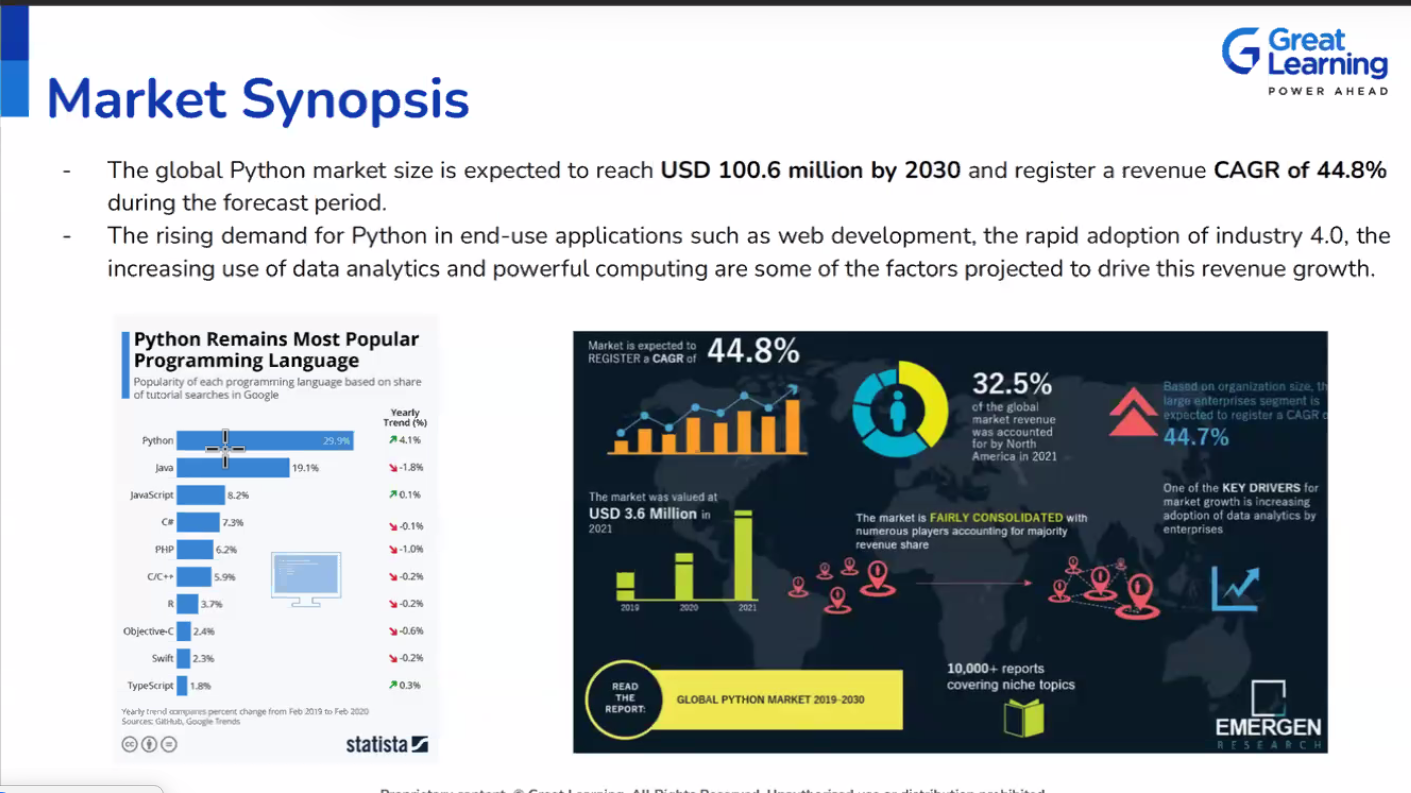 Great
Learning
POWER AHEAD
Market Synopsis
- The global Python market size is expected to reach USD 100.6 million by 2030 and register a revenue CAGR of 44.8%
during the forecast period.
- The rising demand for Python in end-use applications such as web development, the rapid adoption of industry 4.0, the
increasing use of data analytics and powerful computing are some of the factors projected to drive this revenue growth.
Python Remains Most Popular
Programming Language
Popularity of each programming language based on share
of tutorial searches in Google
Yearly
Trend (%)
Python 29.9% 4.1%
Java 19.1% -1.8%
JavaScript 8.2% 0.1%
C# 7.3% -0.1%
PHP 6.2% -1.0%
C/C++ 5.9% -0.2%
R 3.7% -0.2%
Objective-C 2.4% -0.6%
Swift 2.3% -0.2%
TypeScript 1.8% 0.3%
Yearly trend compares percent change from Feb 2019 to Feb 2020
Sources: GitHub, Google Trends
statista
Market is expected to
REGISTER a CAGR of 44.8%
32.5%
of the global
market revenue
was accounted
for by North
America in 2021
Based on organization size, th
large enterprises segment is
expected to register a CAGR o
44.7%
The market was valued at
USD 3.6 Million in
2021
2019 2020 2021
The market is FAIRLY CONSOLIDATED with
numerous players accounting for majority
revenue share
One of the KEY DRIVERS for
market growth is increasing
adoption of data analytics by
enterprises
READ
THE
REPORT:
GLOBAL PYTHON MARKET 2019-2030
10,000+ reports
covering niche topics
EMERGEN
RESEARCH
Proprietary content. © Great Learning. All Rights Reserved. Unauthorized use or distribution prohibited